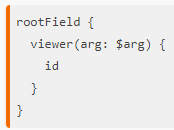 rootField {
  viewer(arg: $arg) {
    id
  }
}